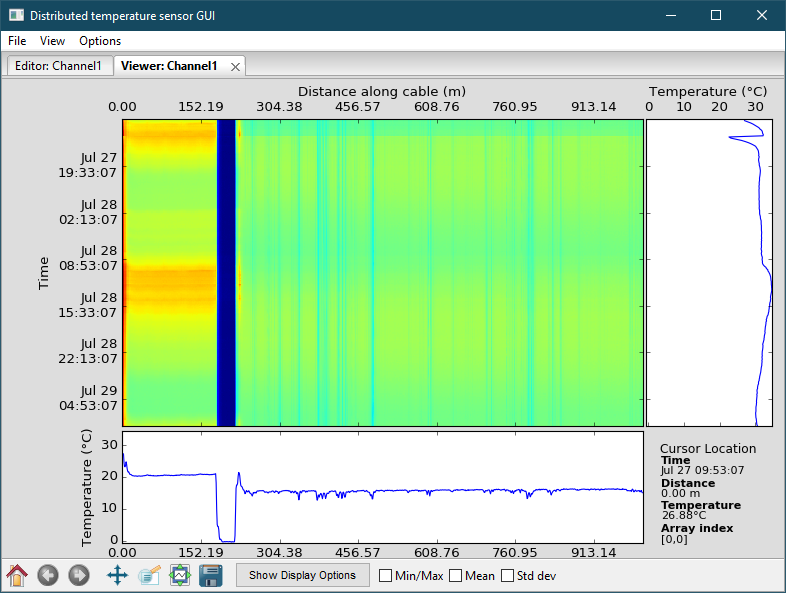 Distributed temperature sensor GUI
File View Options
Editor: Channel1 Viewer: Channel1
Distance along cable (m)
0.00 152.19 304.38 456.57 608.76 760.95 913.14
Temperature (°C)
0 10 20 30
Time
Jul 27
19:33:07
Jul 28
02:13:07
Jul 28
08:53:07
Jul 28
15:33:07
Jul 28
22:13:07
Jul 29
04:53:07
Temperature (°C)
30
20
10
0
0.00 152.19 304.38 456.57 608.76 760.95 913.14
Cursor Location
Time
Jul 27 09:53:07
Distance
0.00 m
Temperature
26.88°C
Array index
[0,0]
Show Display Options Min/Max Mean Std dev